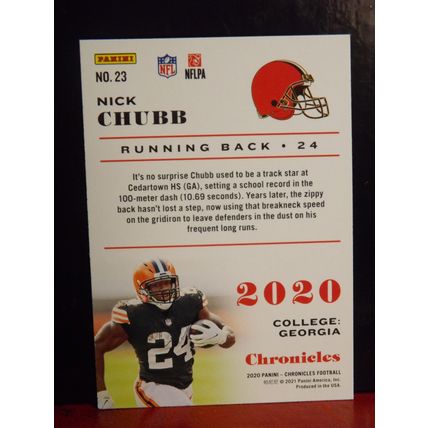 PANINI
NFL
NFLPA
NO. 23
NICK
CHUBB
RUNNING BACK • 24
It's no surprise Chubb used to be a track star at
Cedartown HS (GA), setting a school record in the
100-meter dash (10.69 seconds). Years later, the zippy
back hasn't lost a step, now using that breakneck speed
on the gridiron to leave defenders in the dust on his
frequent long runs.
2020
COLLEGE:
GEORGIA
24
Chronicles
2020 PANINI – CHRONICLES FOOTBALL
© 2021 Panini America, Inc.
Produced in the USA.